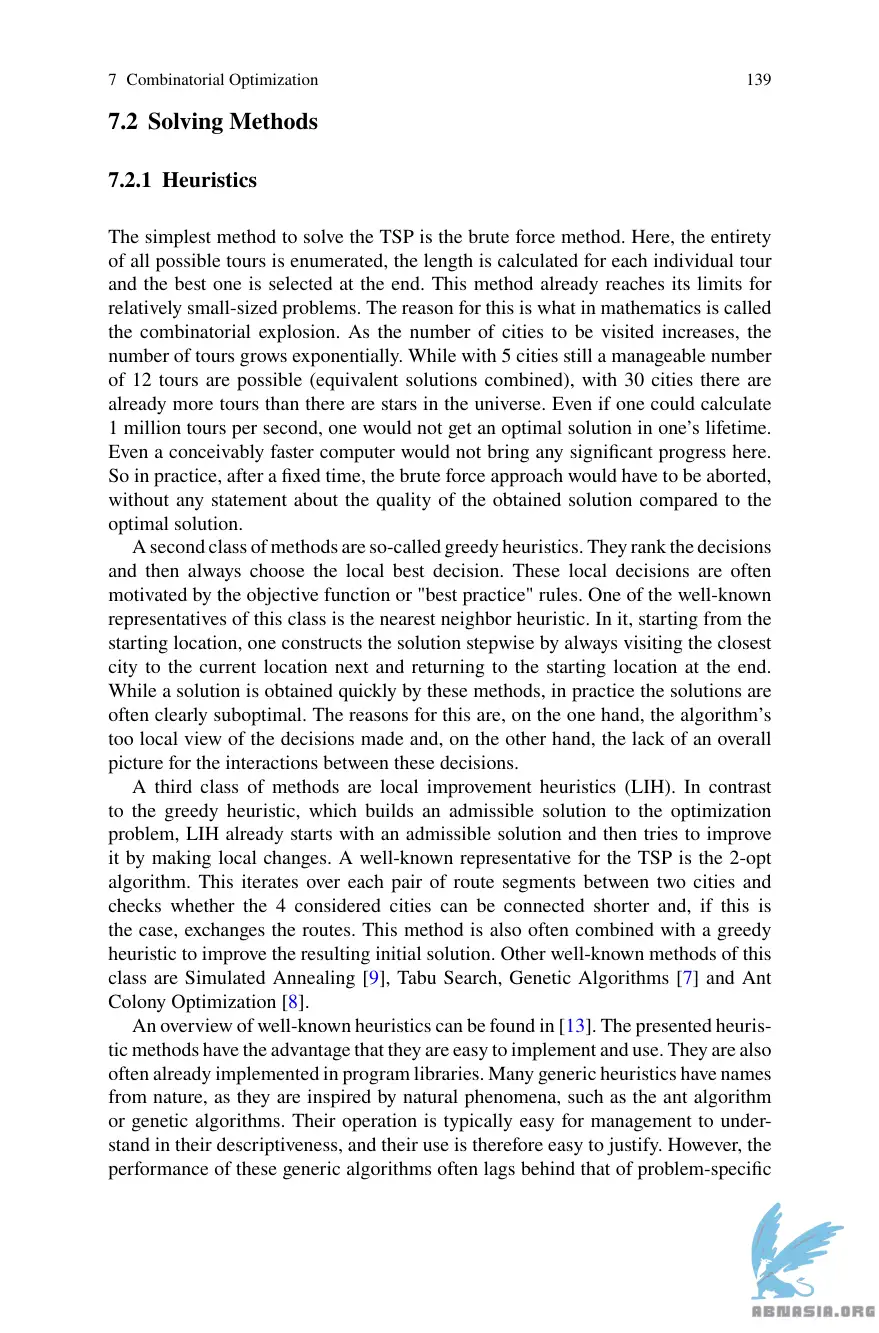 7 Combinatorial Optimization 139
7.2 Solving Methods
7.2.1 Heuristics
The simplest method to solve the TSP is the brute force method. Here, the entirety
of all possible tours is enumerated, the length is calculated for each individual tour
and the best one is selected at the end. This method already reaches its limits for
relatively small-sized problems. The reason for this is what in mathematics is called
the combinatorial explosion. As the number of cities to be visited increases, the
number of tours grows exponentially. While with 5 cities still a manageable number
of 12 tours are possible (equivalent solutions combined), with 30 cities there are
already more tours than there are stars in the universe. Even if one could calculate
1 million tours per second, one would not get an optimal solution in one's lifetime.
Even a conceivably faster computer would not bring any significant progress here.
So in practice, after a fixed time, the brute force approach would have to be aborted,
without any statement about the quality of the obtained solution compared to the
optimal solution.
A second class of methods are so-called greedy heuristics. They rank the decisions
and then always choose the local best decision. These local decisions are often
motivated by the objective function or "best practice" rules. One of the well-known
representatives of this class is the nearest neighbor heuristic. In it, starting from the
starting location, one constructs the solution stepwise by always visiting the closest
city to the current location next and returning to the starting location at the end.
While a solution is obtained quickly by these methods, in practice the solutions are
often clearly suboptimal. The reasons for this are, on the one hand, the algorithm's
too local view of the decisions made and, on the other hand, the lack of an overall
picture for the interactions between these decisions.
A third class of methods are local improvement heuristics (LIH). In contrast
to the greedy heuristic, which builds an admissible solution to the optimization
problem, LIH already starts with an admissible solution and then tries to improve
it by making local changes. A well-known representative for the TSP is the 2-opt
algorithm. This iterates over each pair of route segments between two cities and
checks whether the 4 considered cities can be connected shorter and, if this is
the case, exchanges the routes. This method is also often combined with a greedy
heuristic to improve the resulting initial solution. Other well-known methods of this
class are Simulated Annealing [9], Tabu Search, Genetic Algorithms [7] and Ant
Colony Optimization [8].
An overview of well-known heuristics can be found in [13]. The presented heuris-
tic methods have the advantage that they are easy to implement and use. They are also
often already implemented in program libraries. Many generic heuristics have names
from nature, as they are inspired by natural phenomena, such as the ant algorithm
or genetic algorithms. Their operation is typically easy for management to under-
stand in their descriptiveness, and their use is therefore easy to justify. However, the
performance of these generic algorithms often lags behind that of problem-specific
ABNASIA.ORG